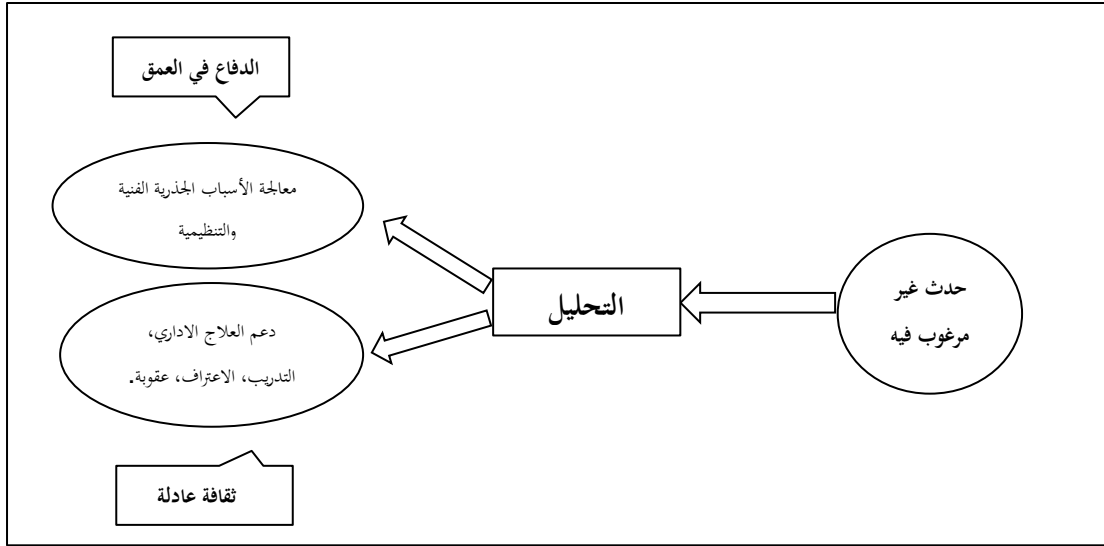 الدفاع في العمق
معالجة الأسباب الجذرية الفنية
والتنظيمية
حدث غير
مرغوب فيه
التحليل
دعم العلاج الاداري،
التدريب، الاعتراف، عقوبة.
ثقافة عادلة